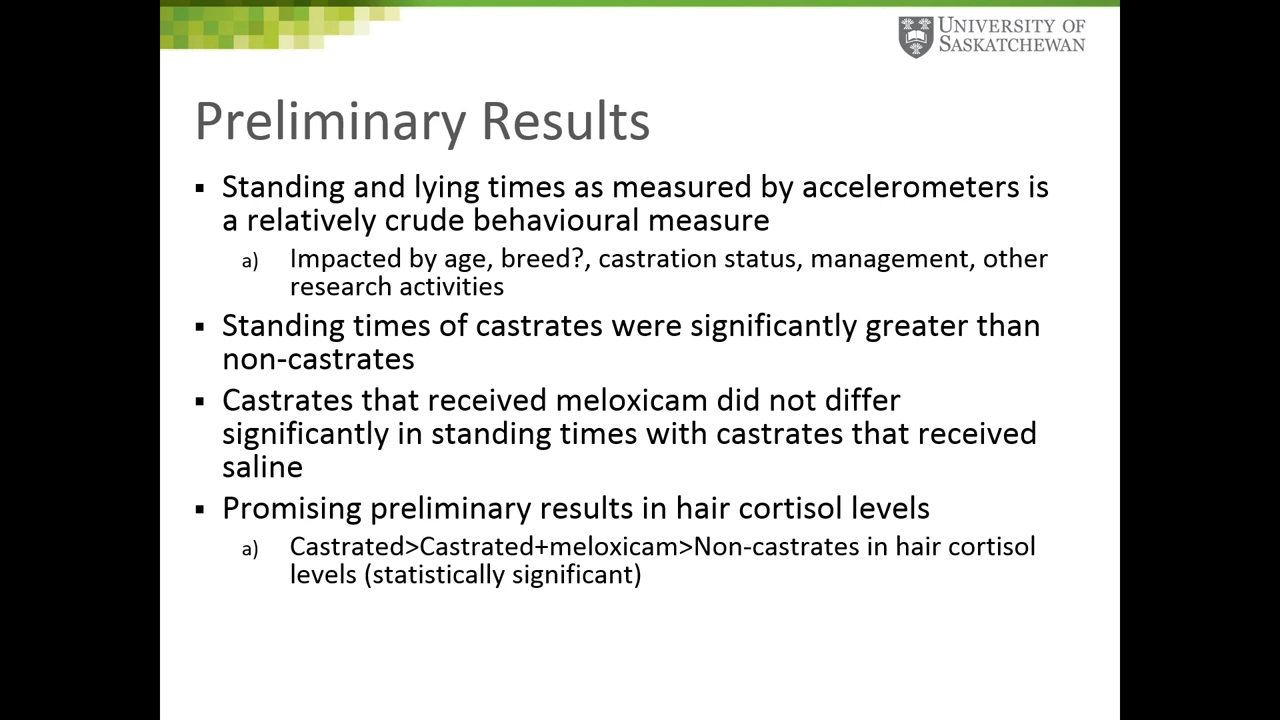 UNIVERSITY OF
SASKATCHEWAN
Preliminary Results
▪ Standing and lying times as measured by accelerometers is
a relatively crude behavioural measure
a) Impacted by age, breed?, castration status, management, other
research activities
▪ Standing times of castrates were significantly greater than
non-castrates
▪ Castrates that received meloxicam did not differ
significantly in standing times with castrates that received
saline
▪ Promising preliminary results in hair cortisol levels
a) Castrated>Castrated+meloxicam>Non-castrates in hair cortisol
levels (statistically significant)